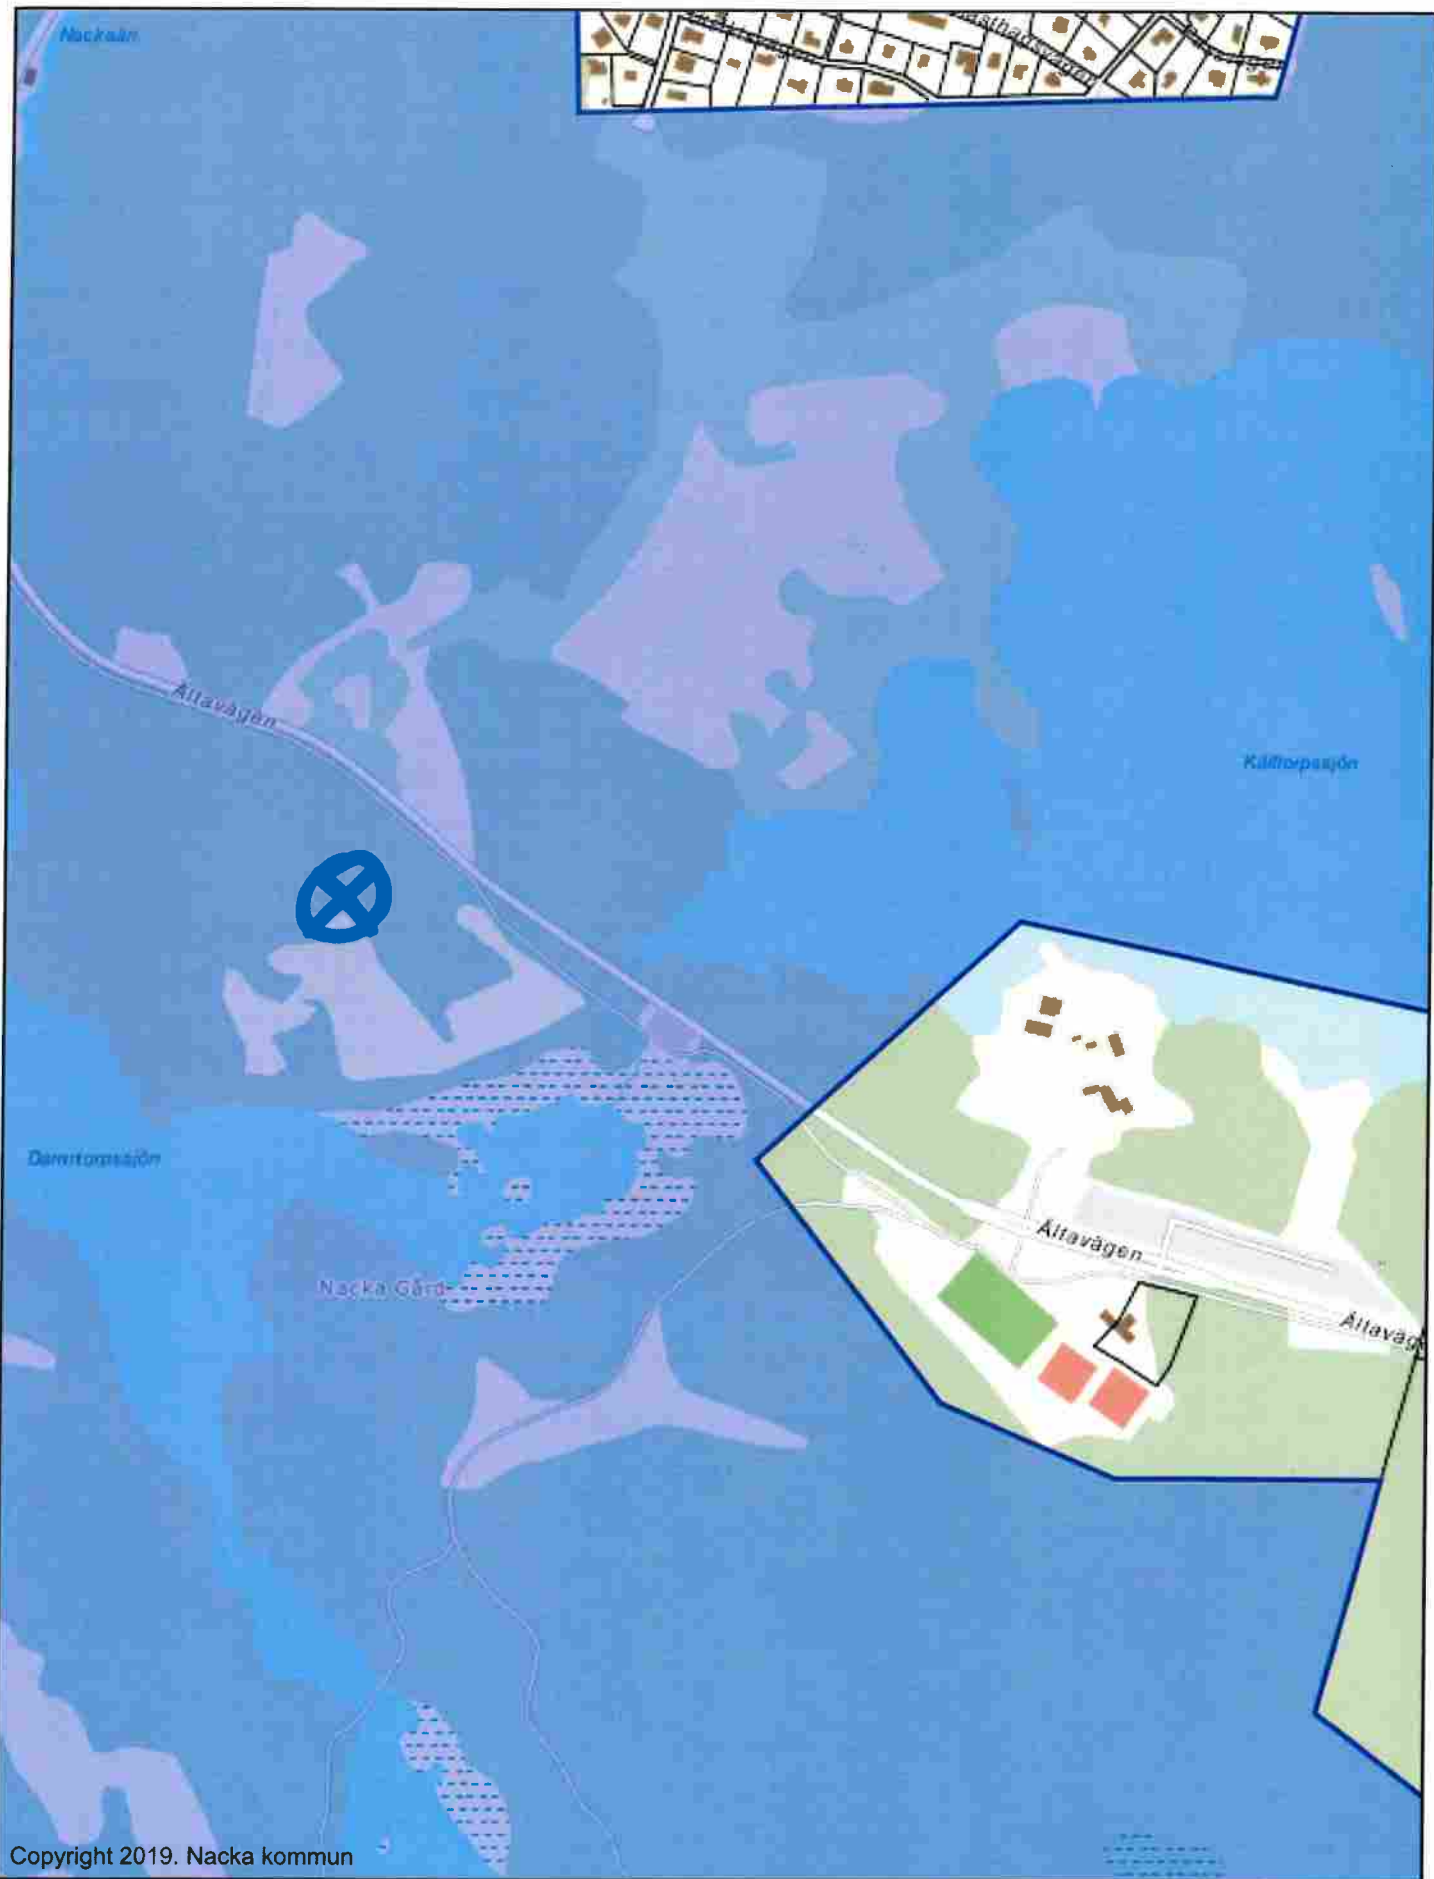 Nackaån
Ältavägen
Källtorpssjön
Dammtorpssjön
Ältavägen
Nacka Gård
Ältaväg
Copyright 2019. Nacka kommun